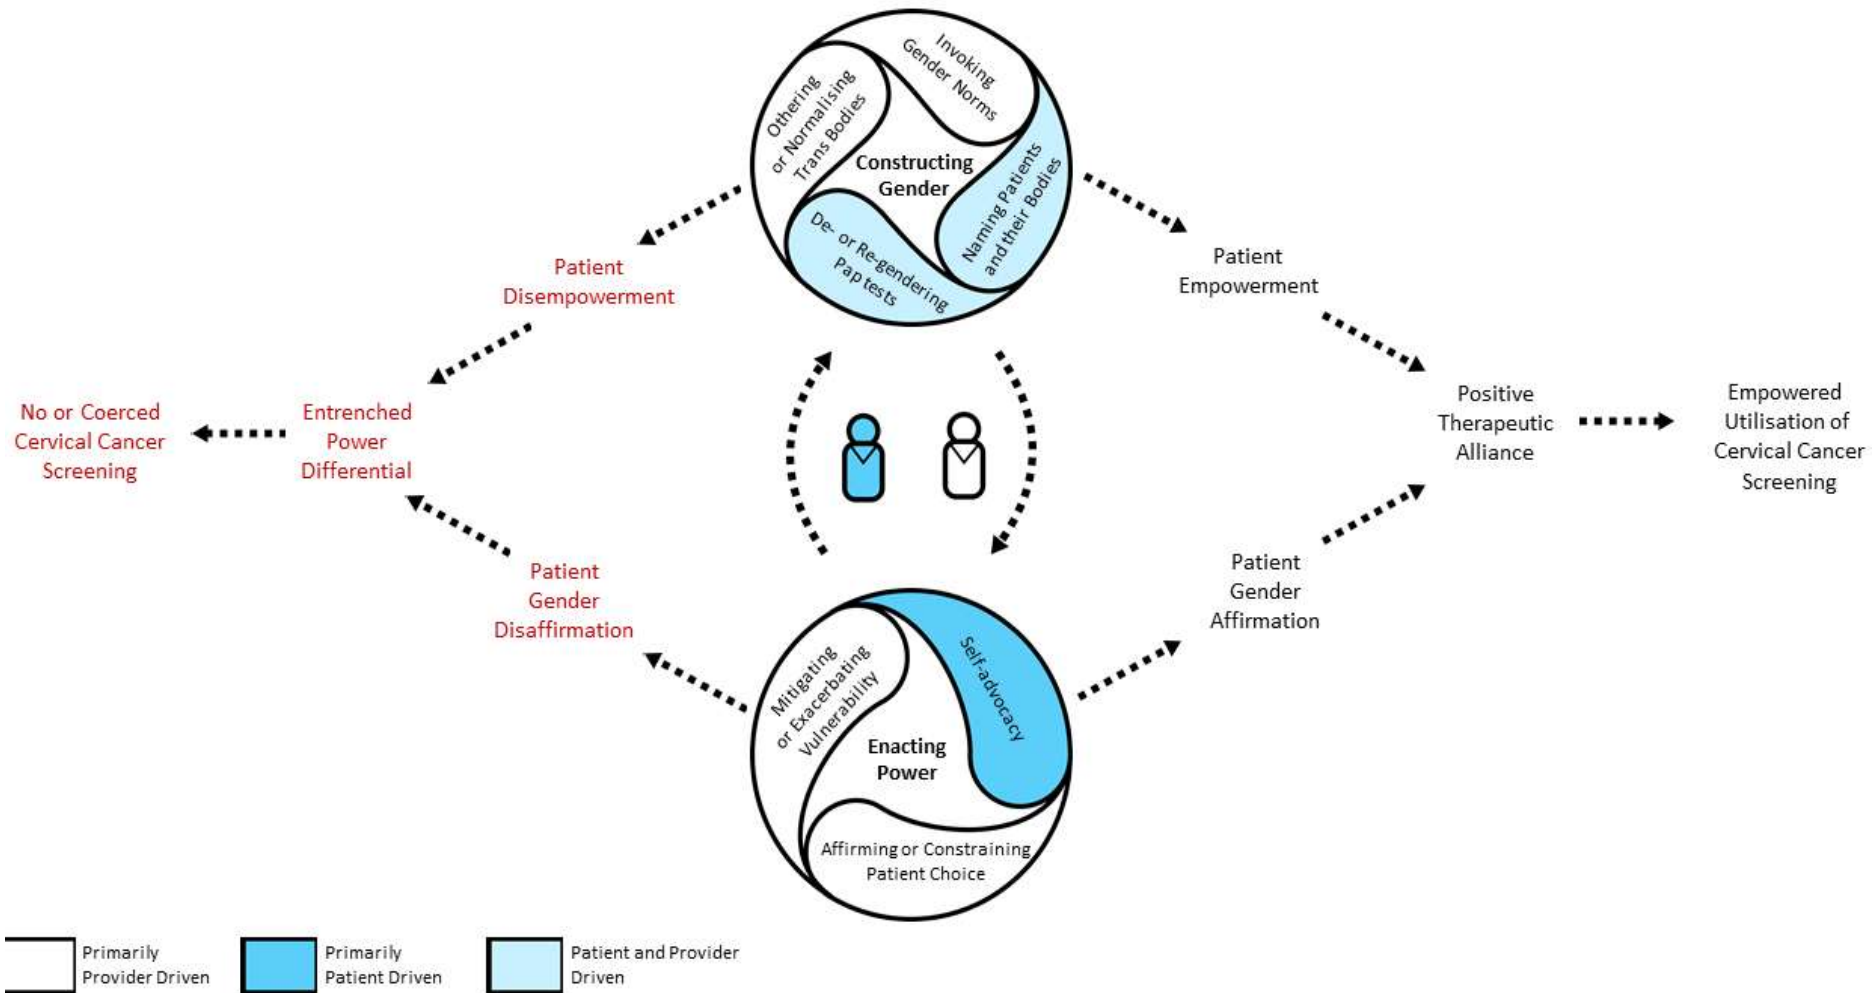 Invoking
Gender Norms
Othering
or Normalising
Trans Bodies
Constructing
Gender
Naming Patients
and their Bodies
De- or Re-gendering
Pap tests
Patient
Disempowerment
Patient
Empowerment
No or Coerced
Cervical Cancer
Screening
Entrenched
Power
Differential
Positive
Therapeutic
Alliance
Empowered
Utilisation of
Cervical Cancer
Screening
Patient
Gender
Disaffirmation
Patient
Gender
Affirmation
Mitigating
or Exacerbating
Vulnerability
Self-advocacy
Enacting
Power
Affirming or Constraining
Patient Choice
Primarily
Provider Driven
Primarily
Patient Driven
Patient and Provider
Driven